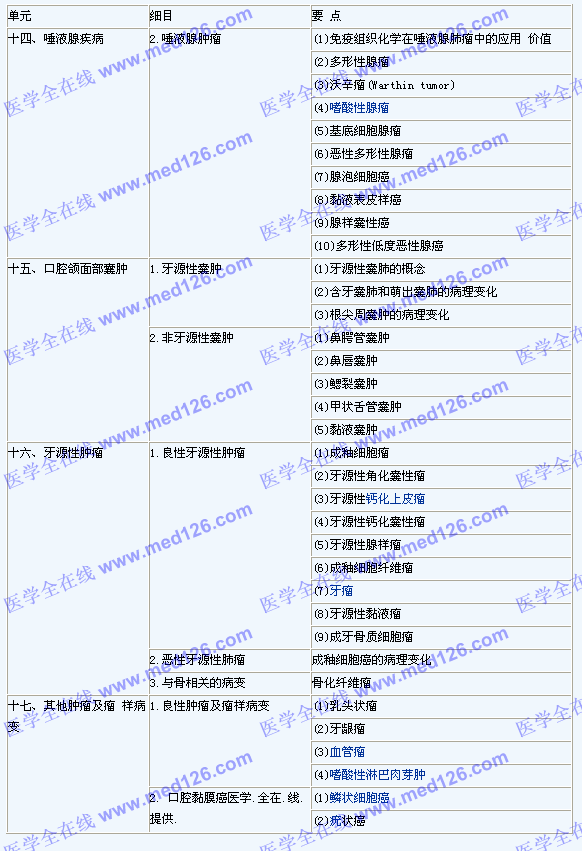 单元 细目 要 点
十四、唾液腺疾病 2.唾液腺肿瘤 (1)免疫组织化学在唾液腺肺瘤中的应用 价值
(2)多形性腺瘤
(3)沃辛瘤(Warthin tumor)
(4)嗜酸性腺瘤
(5)基底细胞腺瘤
(6)恶性多形性腺瘤
(7)腺泡细胞癌
(8)黏液表皮样癌
(9)腺样囊性癌
(10)多形性低度恶性腺癌
十五、口腔颌面部囊肿 1.牙源性囊肿 (1)牙源性囊肺的概念
(2)含牙囊肺和萌出囊肺的病理变化
(3)根尖周囊肿的病理变化
2.非牙源性囊肿 (1)鼻腭管囊肿
(2)鼻唇囊肿
(3)鳃裂囊肿
(4)甲状舌管囊肿
(5)黏液囊肿
十六、牙源性肿瘤 1.良性牙源性肿瘤 (1)成釉细胞瘤
(2)牙源性角化囊性瘤
(3)牙源性钙化上皮瘤
(4)牙源性钙化囊性瘤
(5)牙源性腺样瘤
(6)成釉细胞纤维瘤
(7)牙瘤
(8)牙源性黏液瘤
(9)成牙骨质细胞瘤
2.恶性牙源性肺瘤 成釉细胞癌的病理变化
3.与骨相关的病变 骨化纤维瘤
十七、其他肿瘤及瘤 祥病变 1.良性肿瘤及瘤祥病变 (1)乳头状瘤
(2)牙龈瘤
(3)血管瘤
(4)嗜酸性淋巴肉芽肿
2. 口腔黏膜癌医学.全在.线.提供. (1)鳞状细胞癌
(2)疣状癌
医学全在线 www.med126.com